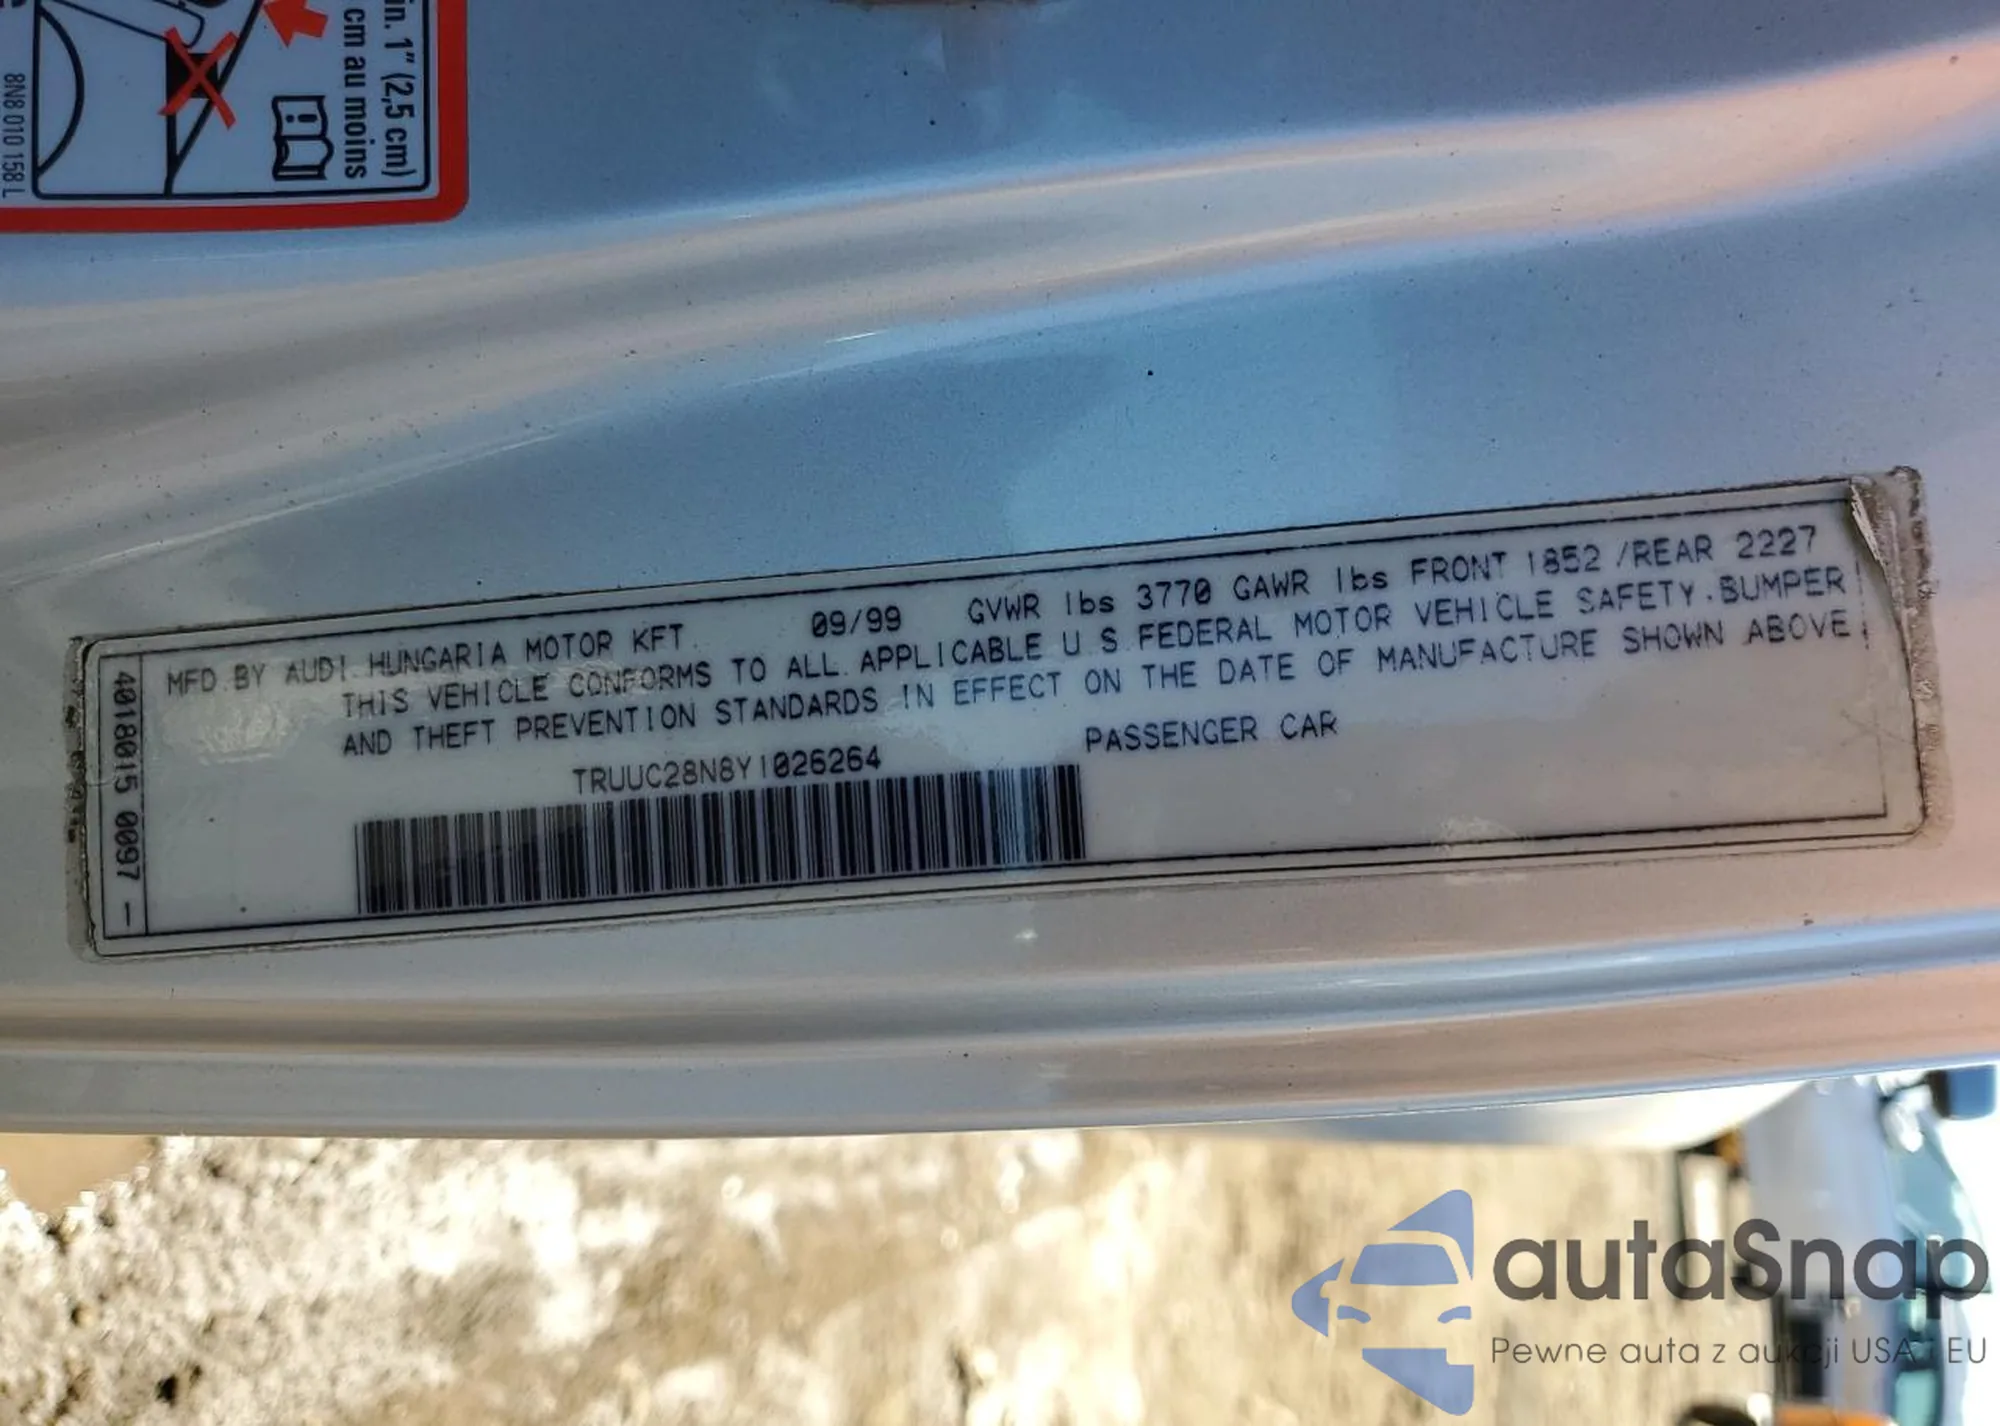 in. 1" (2,5 cm)
cm au moins
8N8 010 158 L
MFD.BY AUDI.HUNGARIA MOTOR KFT. 09/99 GVWR lbs 3770 GAWR lbs FRONT 1852 /REAR 2227
THIS VEHICLE CONFORMS TO ALL.APPLICABLE U S.FEDERAL MOTOR VEHICLE SAFETY.BUMPER
AND THEFT PREVENTION STANDARDS IN EFFECT ON THE DATE OF MANUFACTURE SHOWN ABOVE.
TRUUC28N8Y1026264 PASSENGER CAR
4018015 0097 1
autaSnap
Pewne auta z aukcji USA i EU